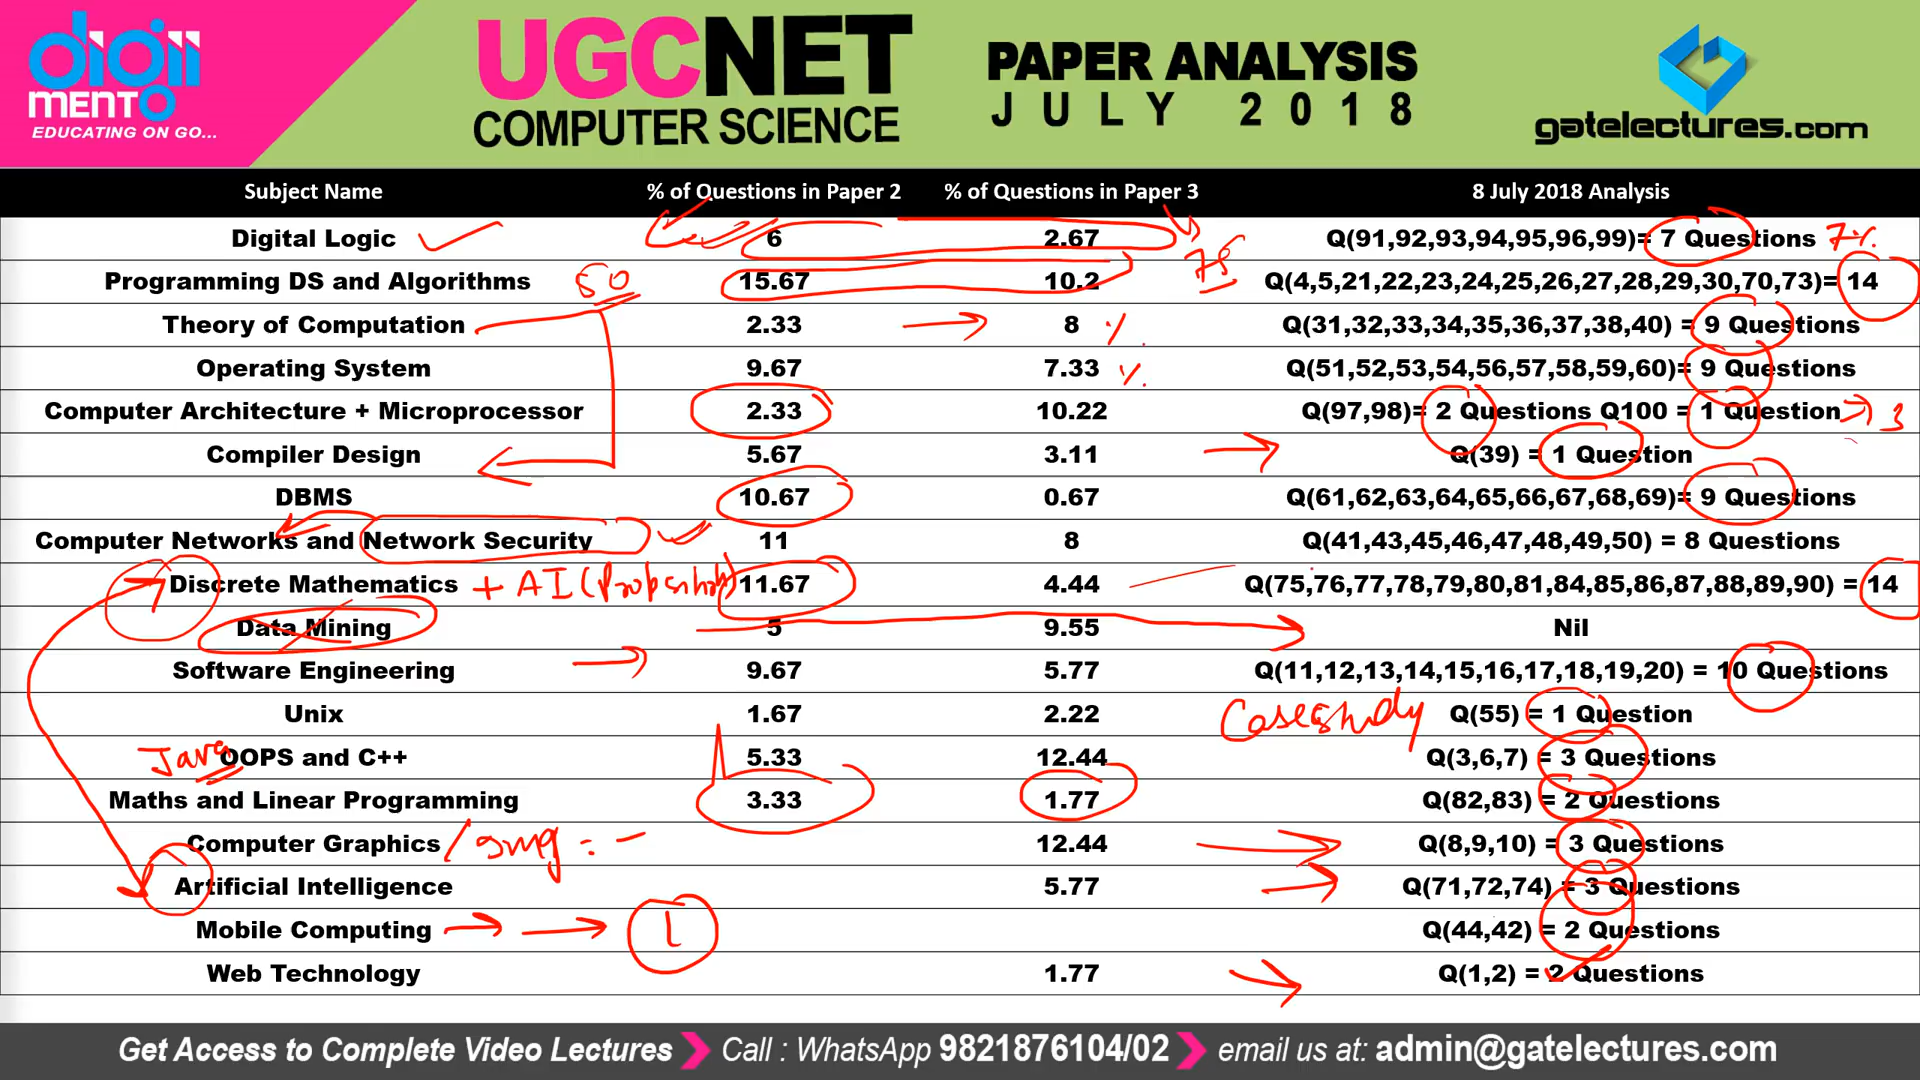 digii
MENTO
EDUCATING ON GO...
UGCNET
COMPUTER SCIENCE
PAPER ANALYSIS
JULY 2018
gatelectures.com
Subject Name % of Questions in Paper 2 % of Questions in Paper 3 8 July 2018 Analysis
Digital Logic 6 2.67 Q(91,92,93,94,95,96,99)= 7 Questions 7%
75
Programming DS and Algorithms 50 15.67 10.2 Q(4,5,21,22,23,24,25,26,27,28,29,30,70,73)= 14
Theory of Computation 2.33 8 % Q(31,32,33,34,35,36,37,38,40) = 9 Questions
Operating System 9.67 7.33 % Q(51,52,53,54,56,57,58,59,60)= 9 Questions
Computer Architecture + Microprocessor 2.33 10.22 Q(97,98)= 2 Questions Q100 = 1 Question 3
Compiler Design 5.67 3.11 Q(39) = 1 Question
DBMS 10.67 0.67 Q(61,62,63,64,65,66,67,68,69)= 9 Questions
Computer Networks and Network Security 11 8 Q(41,43,45,46,47,48,49,50) = 8 Questions
Discrete Mathematics + AI ( 11.67 4.44 Q(75,76,77,78,79,80,81,84,85,86,87,88,89,90) = 14
Data Mining 5 9.55 Nil
Software Engineering 9.67 5.77 Q(11,12,13,14,15,16,17,18,19,20) = 10 Questions
Unix 1.67 2.22 Casestudy Q(55) = 1 Question
Java OOPS and C++ 5.33 12.44 Q(3,6,7) = 3 Questions
Maths and Linear Programming 3.33 1.77 Q(82,83) = 2 Questions
Computer Graphics / 12.44 Q(8,9,10) = 3 Questions
Artificial Intelligence 5.77 Q(71,72,74) = 3 Questions
Mobile Computing 1 Q(44,42) = 2 Questions
Web Technology 1.77 Q(1,2) = 2 Questions
Get Access to Complete Video Lectures Call : WhatsApp 9821876104/02 email us at: admin@gatelectures.com